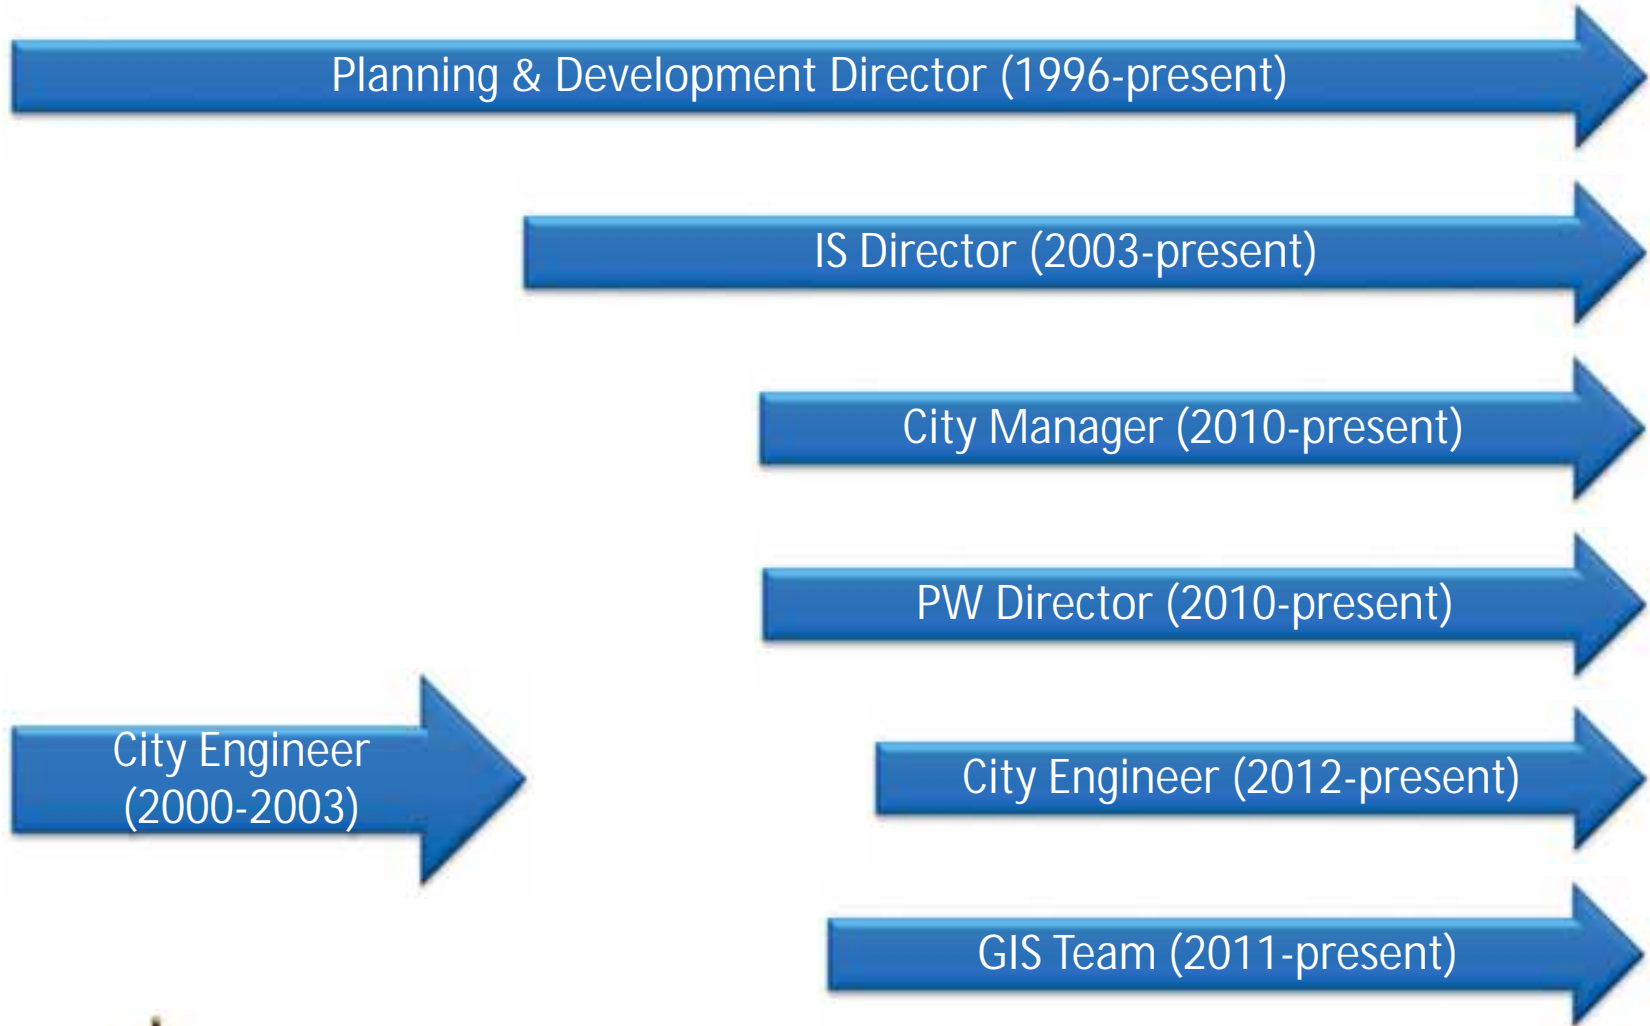 Planning & Development Director (1996-present)
IS Director (2003-present)
City Manager (2010-present)
PW Director (2010-present)
City Engineer
(2000-2003)
City Engineer (2012-present)
GIS Team (2011-present)